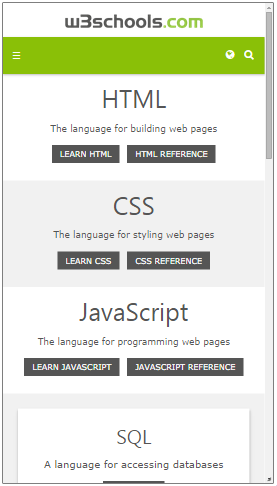 w3schools.com
HTML
The language for building web pages
LEARN HTML HTML REFERENCE
CSS
The language for styling web pages
LEARN CSS CSS REFERENCE
JavaScript
The language for programming web pages
LEARN JAVASCRIPT JAVASCRIPT REFERENCE
SQL
A language for accessing databases